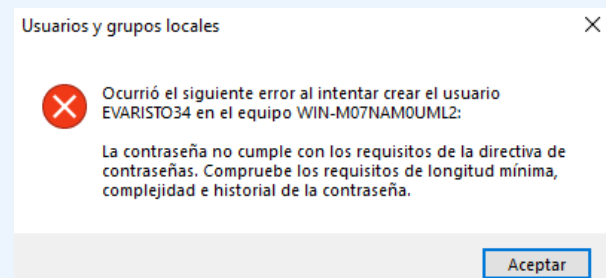 Usuarios y grupos locales
Ocurrió el siguiente error al intentar crear el usuario
EVARISTO34 en el equipo WIN-M07NAM0UML2:
La contraseña no cumple con los requisitos de la directiva de
contraseñas. Compruebe los requisitos de longitud mínima,
complejidad e historial de la contraseña.
Aceptar